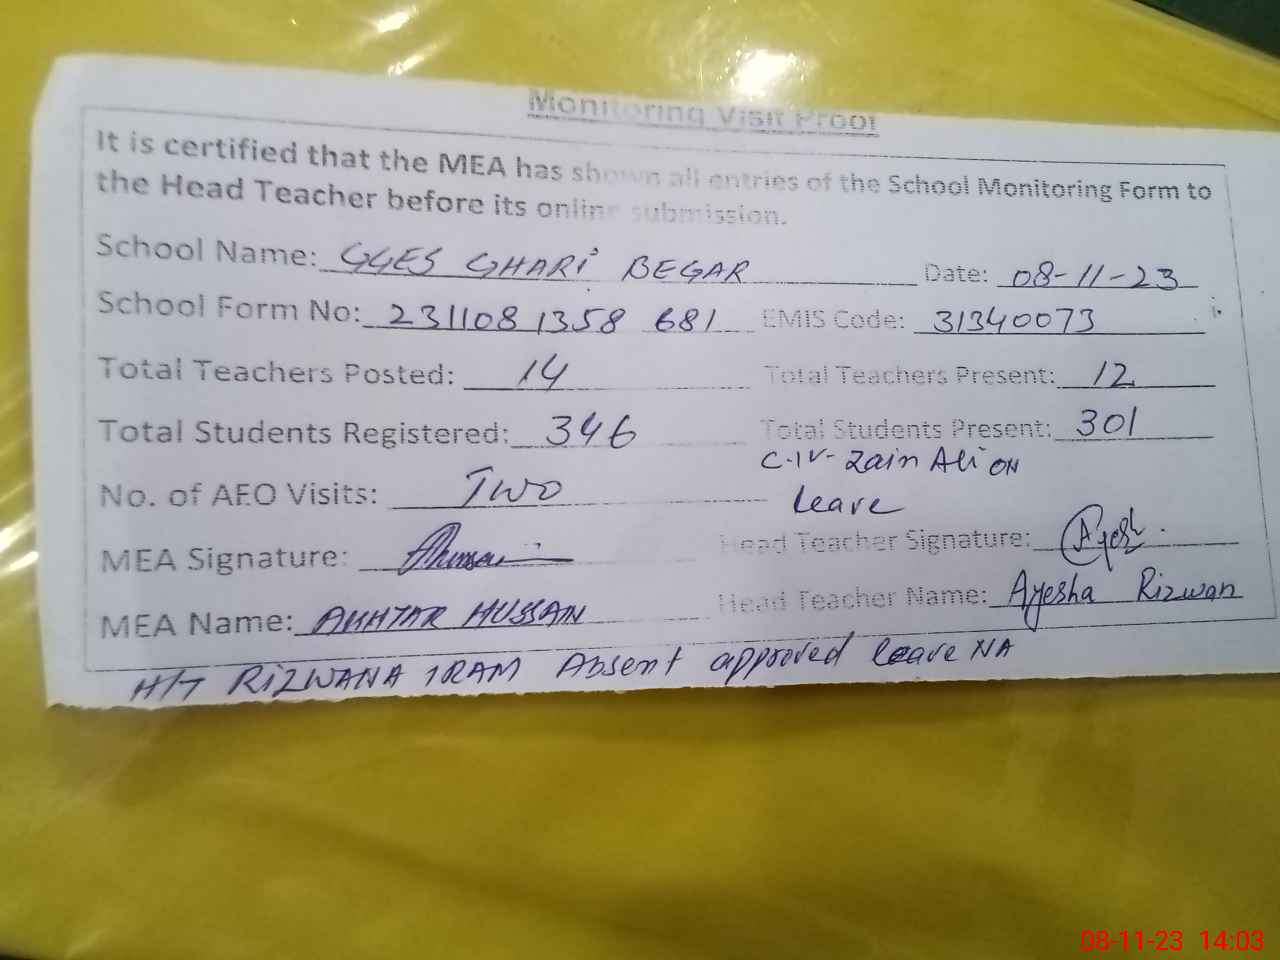 Monitoring Visit Proof
It is certified that the MEA has shown all entries of the School Monitoring Form to
the Head Teacher before its online submission.
School Name: GGES GHARI BEGAR Date: 08-11-23
School Form No: 231108 1358 681 EMIS Code: 31340073
Total Teachers Posted: 14 Total Teachers Present: 12
Total Students Registered: 346 Total Students Present: 301
C-IV- Zain Ali ON
leave
No. of AEO Visits: Two
MEA Signature: Head Teacher Signature: Ayesh
MEA Name: AKHTAR HUSSAIN Head Teacher Name: Ayesha Rizwan
H/T RIZWANA IRAM Absent approved leave NA
08-11-23 14:03